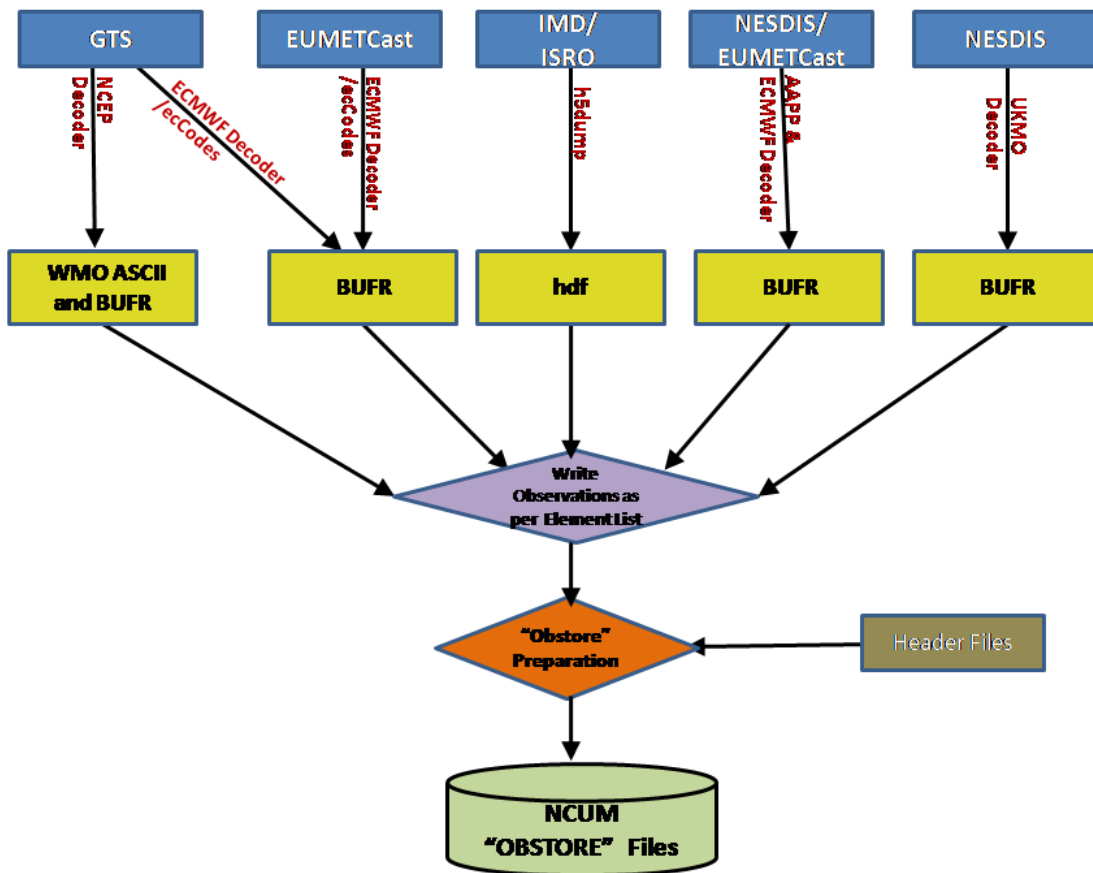 GTS
EUMETCast
IMD/
ISRO
NESDIS/
EUMETCast
NESDIS
NCEP
Decoder
ECMWF Decoder
/ecCodes
ECMWF Decoder
/ecCodes
h5dump
AAPP &
ECMWF Decoder
UKMO
Decoder
WMO ASCII
and BUFR
BUFR
hdf
BUFR
BUFR
Write
Observations as
per Element List
“Obstore”
Preparation
Header Files
NCUM
“OBSTORE” Files